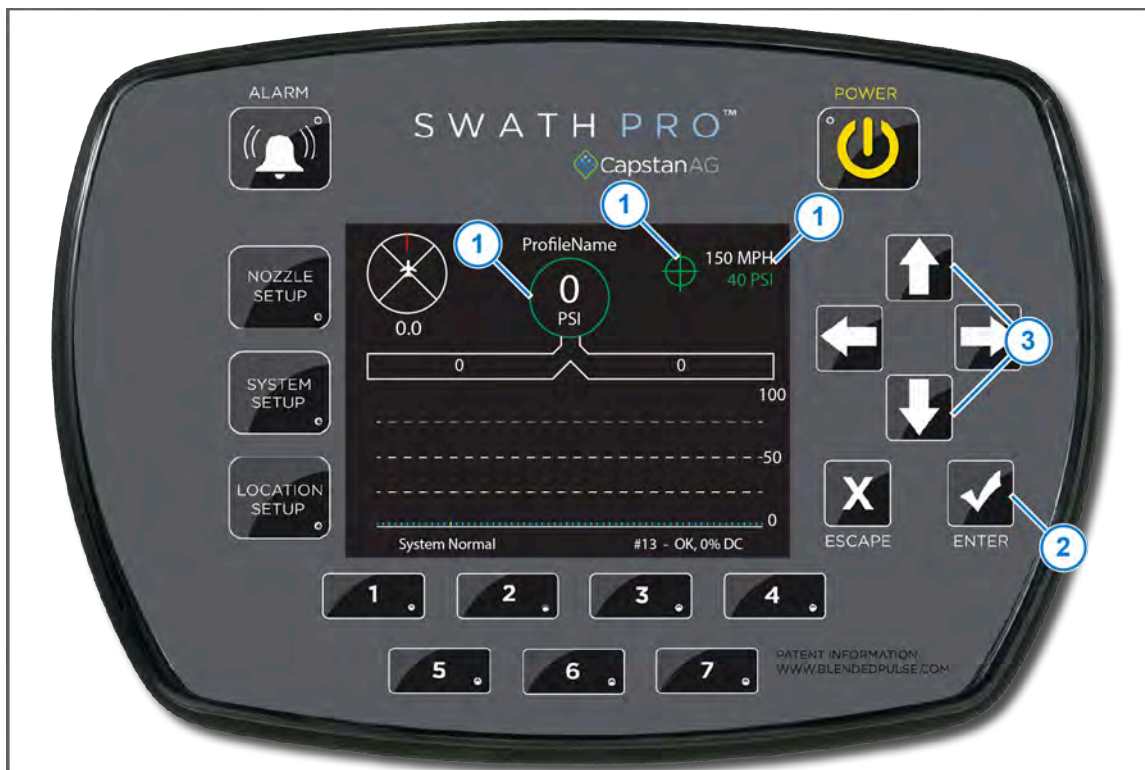 ALARM
POWER
SWATH PRO™
CapstanAG
1
1
1
ProfileName
150 MPH
40 PSI
0
PSI
0.0
0
0
100
50
0
System Normal
#13 - OK, 0% DC
NOZZLE
SETUP
SYSTEM
SETUP
LOCATION
SETUP
3
X
ESCAPE
ENTER
2
1
2
3
4
5
6
7
PATENT INFORMATION
WWW.BLENDEDPULSE.COM